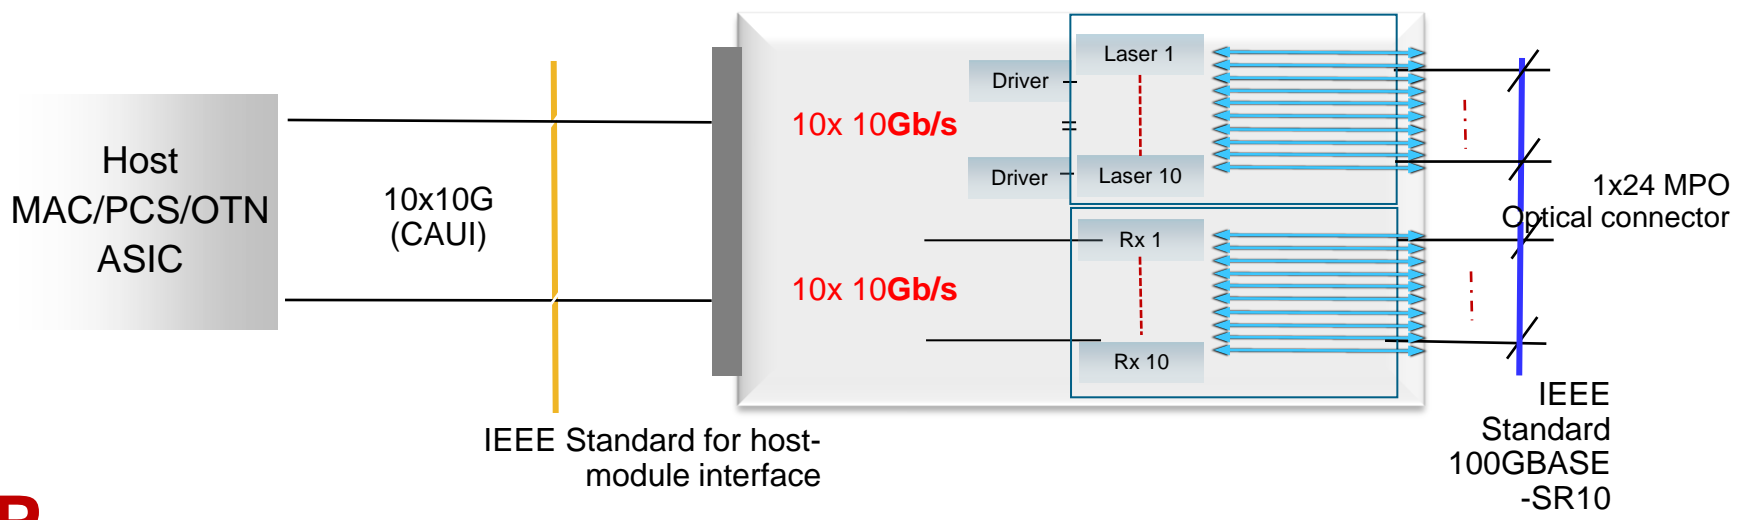 Host
MAC/PCS/OTN
ASIC
10x10G
(CAUI)
IEEE Standard for host-
module interface
10x 10Gb/s
10x 10Gb/s
Driver
Driver
Laser 1
Laser 10
Rx 1
Rx 10
1x24 MPO
Optical connector
IEEE
Standard
100GBASE
-SR10